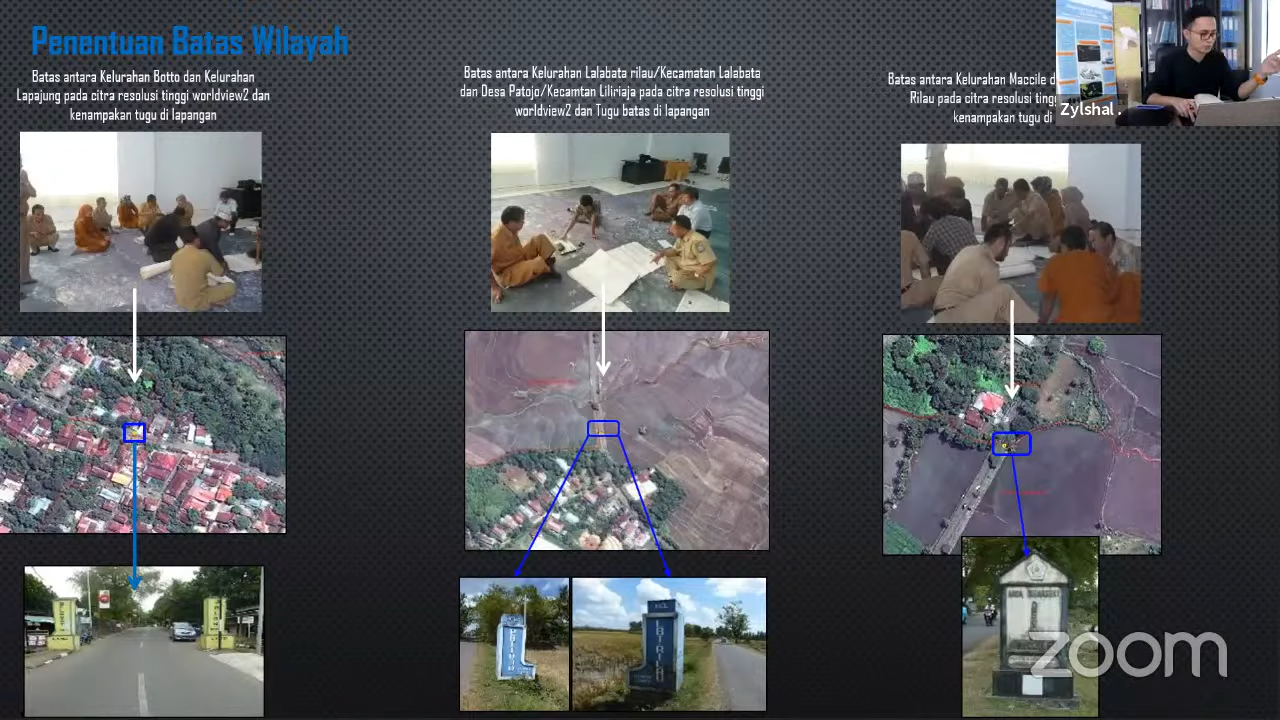 Penentuan Batas WIlayah
Batas antara Kelurahan Botto dan Kelurahan
Lapajung pada citra resolusi tinggi worldview2 dan
kenampakan tugu di lapangan
Batas antara Kelurahan Lalabata rilau/Kecamatan Lalabata
dan Desa Patojo/Kecamtan Liliriaja pada citra resolusi tinggi
worldview2 dan Tugu batas di lapangan
Batas antara Kelurahan Maccile d
Rilau pada citra resolusi ting
kenampakan tugu di
Zylshal .
zoom